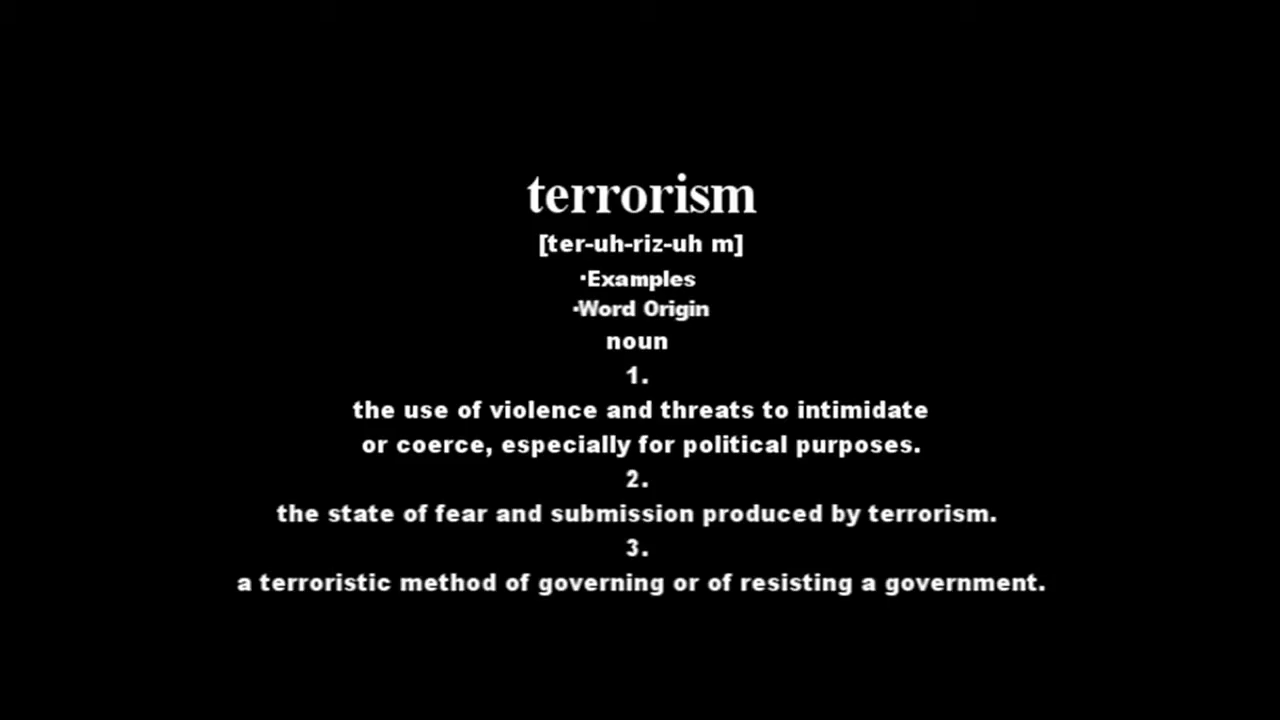 terrorism
[ter-uh-riz-uh m]
·Examples
·Word Origin
noun
1.
the use of violence and threats to intimidate
or coerce, especially for political purposes.
2.
the state of fear and submission produced by terrorism.
3.
a terroristic method of governing or of resisting a government.